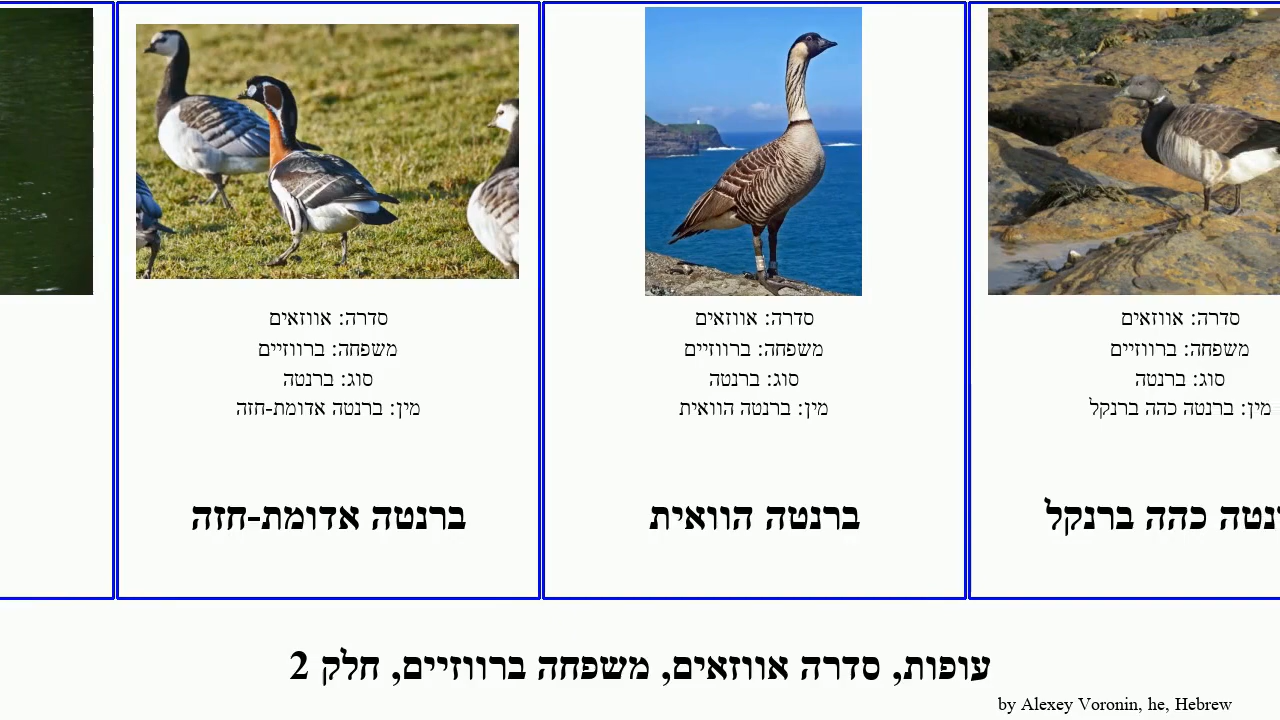 סדרה: אווזאים
משפחה: ברווזיים
סוג: ברנטה
מין: ברנטה אדומת-חזה
ברנטה אדומת-חזה
סדרה: אווזאים
משפחה: ברווזיים
סוג: ברנטה
מין: ברנטה הוואית
ברנטה הוואית
סדרה: אווזאים
משפחה: ברווזיים
סוג: ברנטה
מין: ברנטה כהה ברנקל
כהה ברנקל
עופות, סדרה אווזאים, משפחה ברווזיים, חלק 2
by Alexey Voronin, he, Hebrew